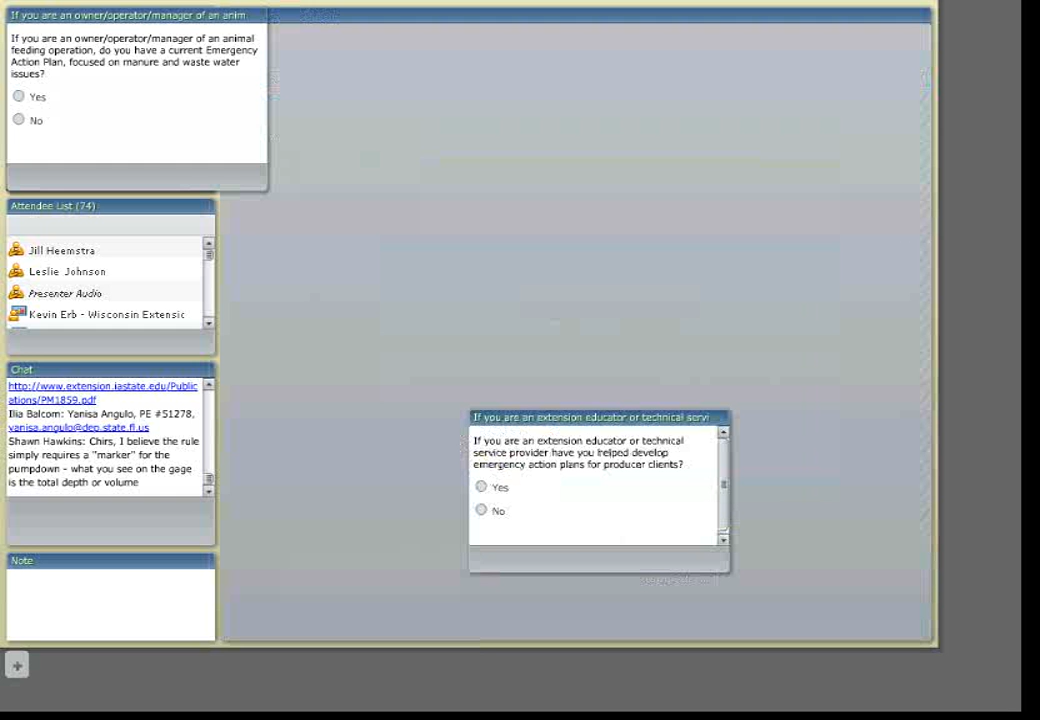 If you are an owner/operator/manager of an anim
If you are an owner/operator/manager of an animal
feeding operation, do you have a current Emergency
Action Plan, focused on manure and waste water
issues?
Yes
No
Attendee List (74)
Jill Heemstra
Leslie Johnson
Presenter Audio
Kevin Erb - Wisconsin Extensic
Chat
http://www.extension.iastate.edu/Public
ations/PM1859.pdf
Ilia Balcom: Yanisa Angulo, PE #51278,
yanisa.angulo@dep.state.fl.us
Shawn Hawkins: Chirs, I believe the rule
simply requires a "marker" for the
pumpdown - what you see on the gage
is the total depth or volume
If you are an extension educator or technical servi
If you are an extension educator or technical
service provider have you helped develop
emergency action plans for producer clients?
Yes
No
Note